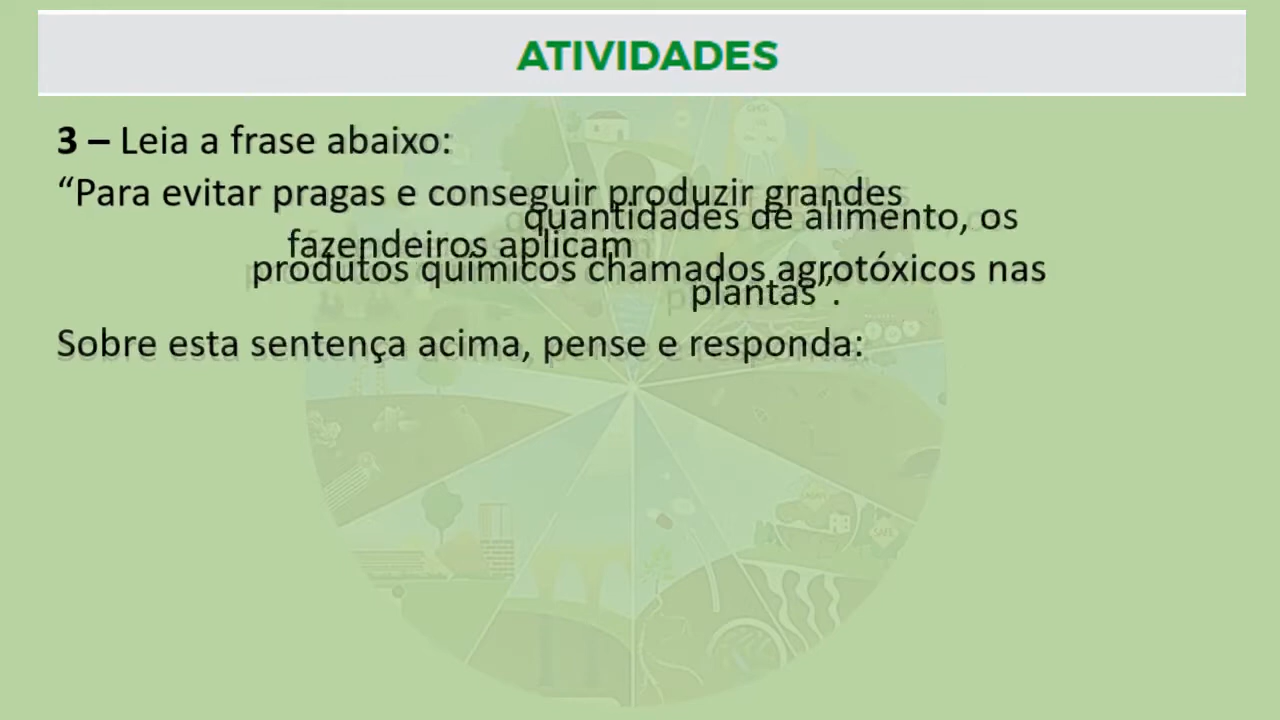 ATIVIDADES
3 – Leia a frase abaixo:
“Para evitar pragas e conseguir produzir grandes
quantidades de alimento, os
fazendeiros aplicam
produtos químicos chamados agrotóxicos nas
plantas”.
Sobre esta sentença acima, pense e responda: